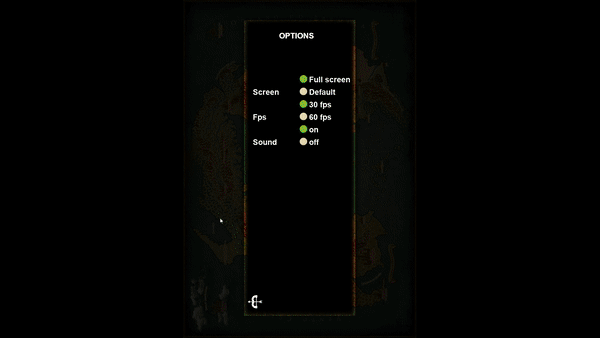 OPTIONS
Full screen
Screen Default
30 fps
Fps 60 fps
on
Sound off